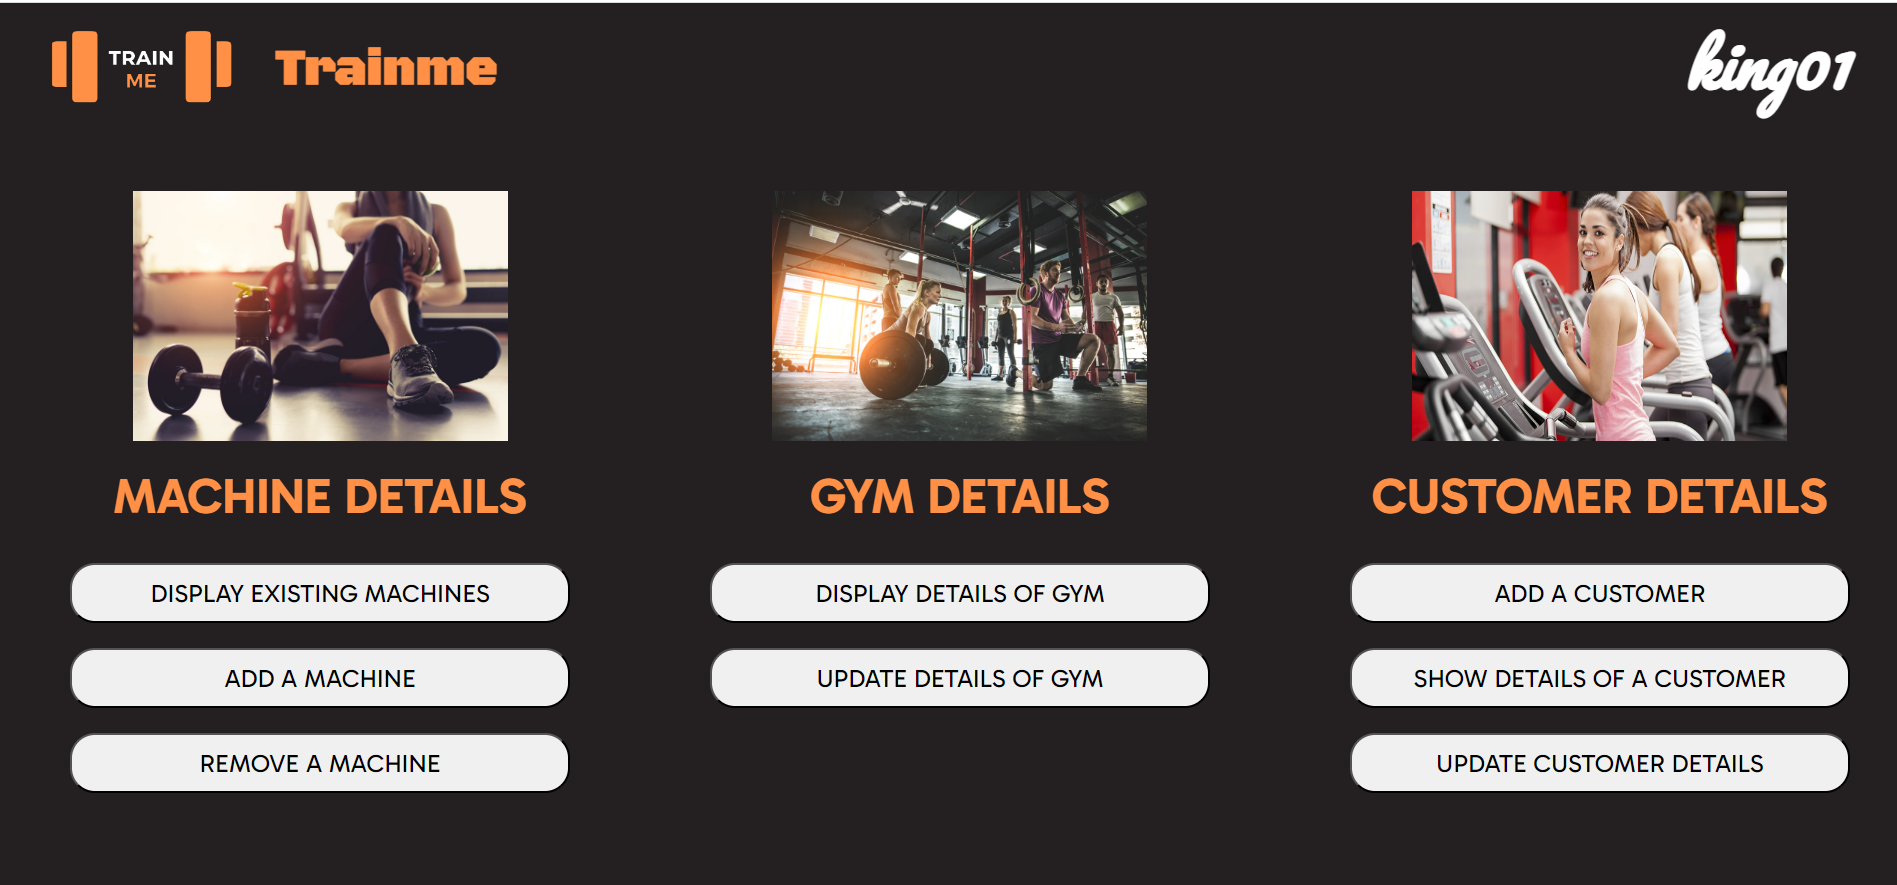 TRAIN
ME
Trainme
king01
MACHINE DETAILS
GYM DETAILS
CUSTOMER DETAILS
DISPLAY EXISTING MACHINES
DISPLAY DETAILS OF GYM
ADD A CUSTOMER
ADD A MACHINE
UPDATE DETAILS OF GYM
SHOW DETAILS OF A CUSTOMER
REMOVE A MACHINE
UPDATE CUSTOMER DETAILS